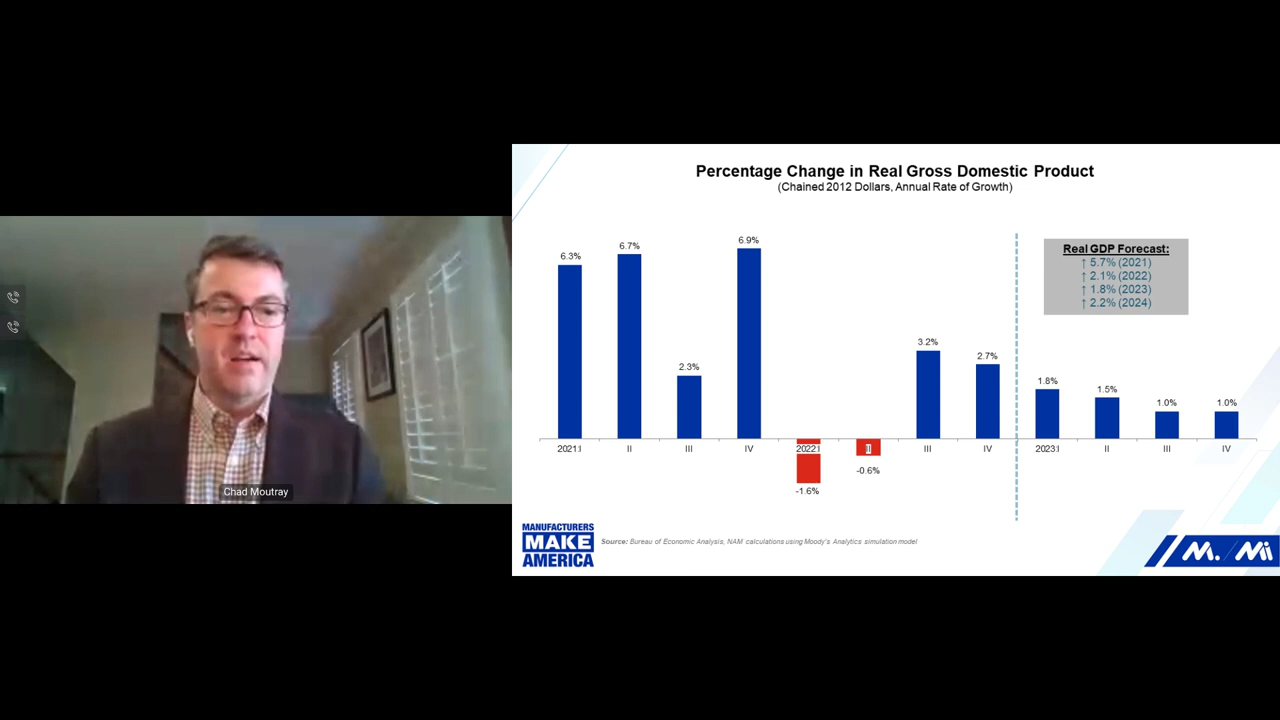 Chad Moutray
Percentage Change in Real Gross Domestic Product
(Chained 2012 Dollars, Annual Rate of Growth)
6.3%
6.7%
2.3%
6.9%
-1.6%
-0.6%
3.2%
2.7%
1.8%
1.5%
1.0%
1.0%
2021:I
II
III
IV
2022:I
II
III
IV
2023:I
II
III
IV
Real GDP Forecast:
↑ 5.7% (2021)
↑ 2.1% (2022)
↑ 1.8% (2023)
↑ 2.2% (2024)
MANUFACTURERS
MAKE
AMERICA
Source: Bureau of Economic Analysis, NAM calculations using Moody's Analytics simulation model